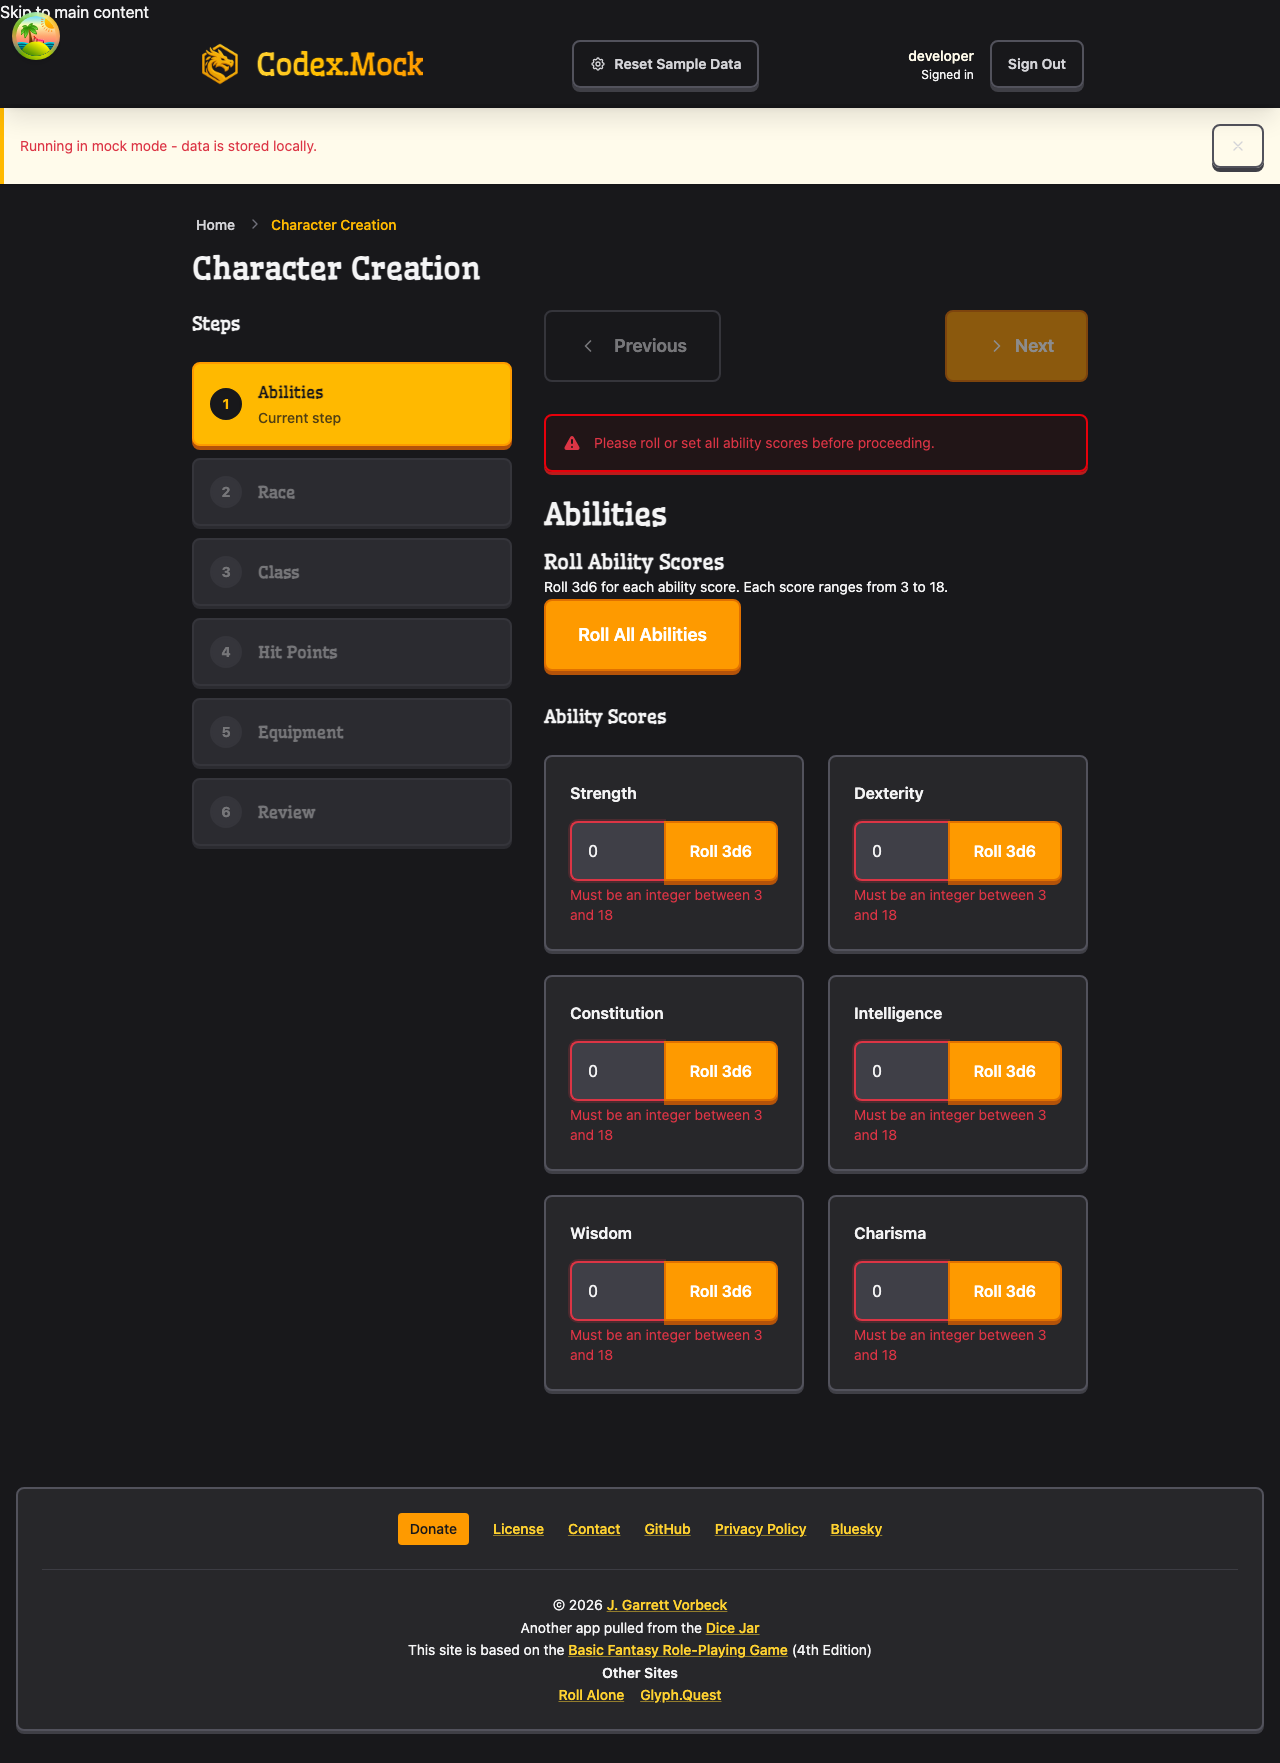 Skip to main content
Codex.Mock
Reset Sample Data
developer
Signed in
Sign Out
Running in mock mode - data is stored locally.
Home
Character Creation
Character Creation
Steps
1
Abilities
Current step
2
Race
3
Class
4
Hit Points
5
Equipment
6
Review
Previous
Next
Please roll or set all ability scores before proceeding.
Abilities
Roll Ability Scores
Roll 3d6 for each ability score. Each score ranges from 3 to 18.
Roll All Abilities
Ability Scores
Strength
0
Roll 3d6
Must be an integer between 3
and 18
Dexterity
0
Roll 3d6
Must be an integer between 3
and 18
Constitution
0
Roll 3d6
Must be an integer between 3
and 18
Intelligence
0
Roll 3d6
Must be an integer between 3
and 18
Wisdom
0
Roll 3d6
Must be an integer between 3
and 18
Charisma
0
Roll 3d6
Must be an integer between 3
and 18
Donate
License
Contact
GitHub
Privacy Policy
Bluesky
© 2026 J. Garrett Vorbeck
Another app pulled from the Dice Jar
This site is based on the Basic Fantasy Role-Playing Game (4th Edition)
Other Sites
Roll Alone
Glyph.Quest